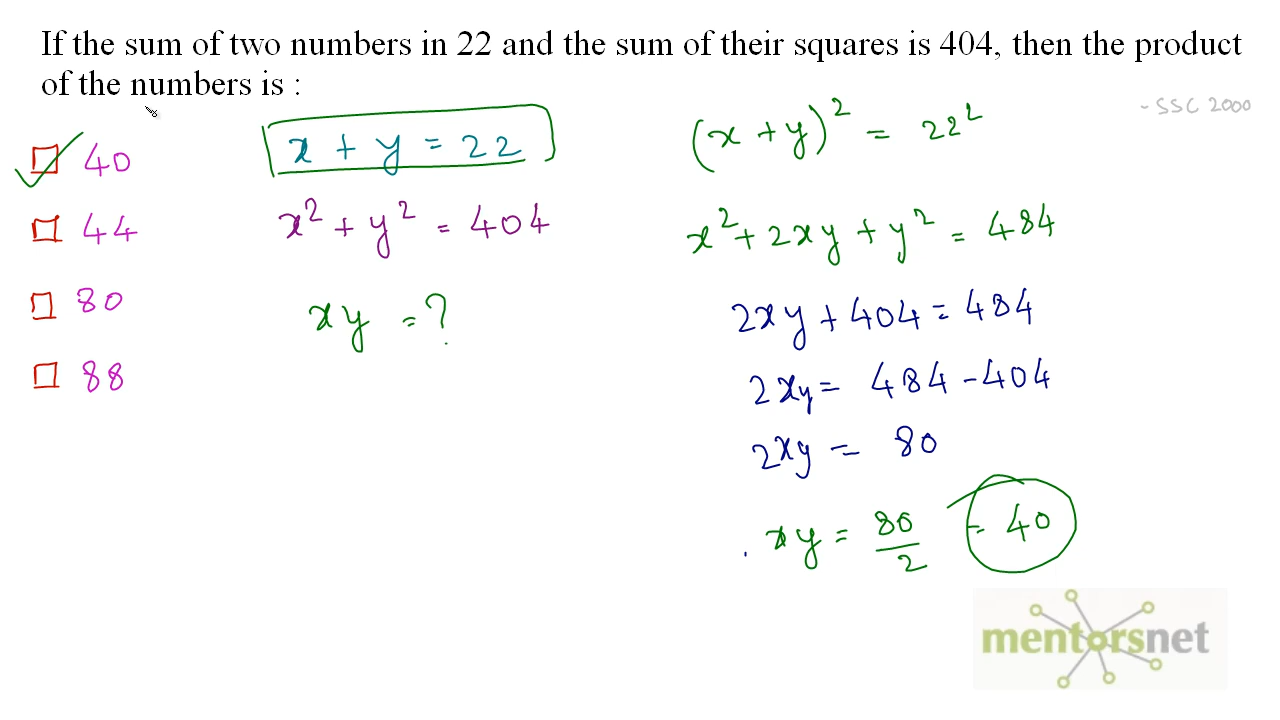 If the sum of two numbers in 22 and the sum of their squares is 404, then the product
of the numbers is :
- SSC 2000
40
44
80
88
x + y = 22
x² + y² = 404
xy = ?
(x + y)² = 22²
x² + 2xy + y² = 484
2xy + 404 = 484
2xy = 484 - 404
2xy = 80
xy = 80/2 = 40
mentorsnet